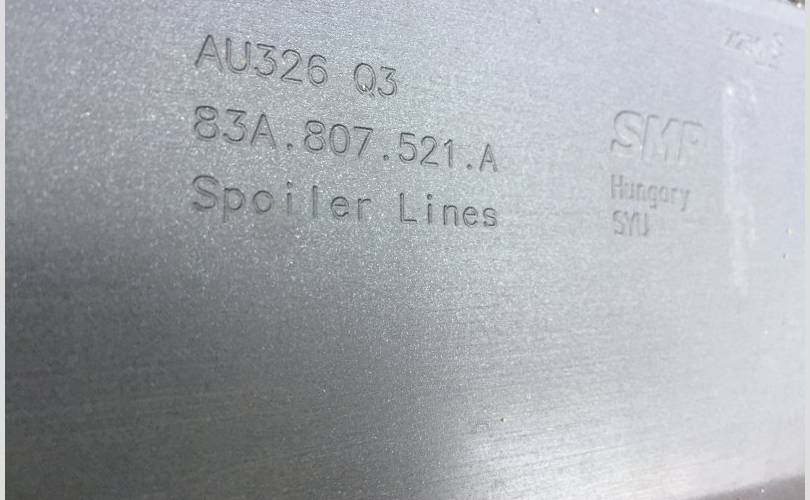 AU326 Q3
83A.807.521.A
Spoiler Lines
SMP
Hungary
SYU